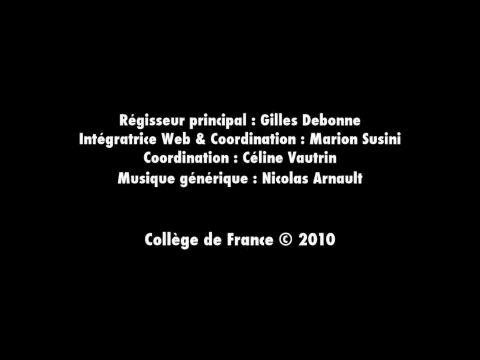 Régisseur principal : Gilles Debonne
Intégratrice Web & Coordination : Marion Susini
Coordination : Céline Vautrin
Musique générique : Nicolas Arnault
Collège de France © 2010